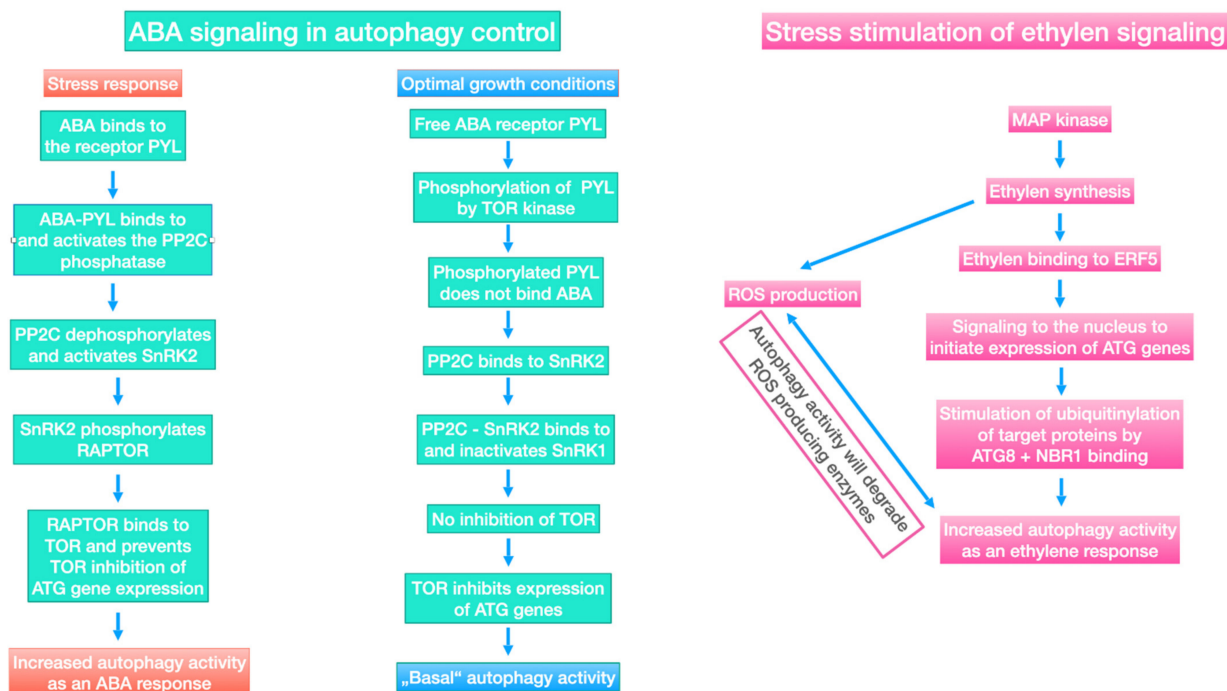 ABA signaling in autophagy control
Stress response
ABA binds to
the receptor PYL
ABA-PYL binds to
and activates the PP2C
phosphatase
PP2C dephosphorylates
and activates SnRK2
SnRK2 phosphorylates
RAPTOR
RAPTOR binds to
TOR and prevents
TOR inhibition of
ATG gene expression
Increased autophagy activity
as an ABA response
Optimal growth conditions
Free ABA receptor PYL
Phosphorylation of PYL
by TOR kinase
Phosphorylated PYL
does not bind ABA
PP2C binds to SnRK2
PP2C - SnRK2 binds to
and inactivates SnRK1
No inhibition of TOR
TOR inhibits expression
of ATG genes
„Basal“ autophagy activity
Stress stimulation of ethylen signaling
MAP kinase
Ethylen synthesis
Ethylen binding to ERF5
ROS production
Signaling to the nucleus to
initiate expression of ATG genes
Autophagy activity will degrade
ROS producing enzymes
Stimulation of ubiquitinylation
of target proteins by
ATG8 + NBR1 binding
Increased autophagy activity
as an ethylene response